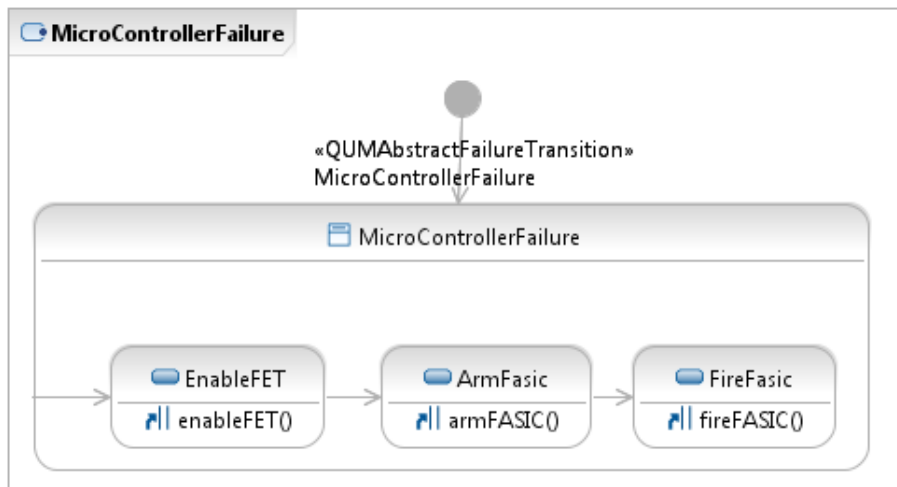 MicroControllerFailure
«QUMAbstractFailureTransition»
MicroControllerFailure
MicroControllerFailure
EnableFET
enableFET()
ArmFasic
armFASIC()
FireFasic
fireFASIC()